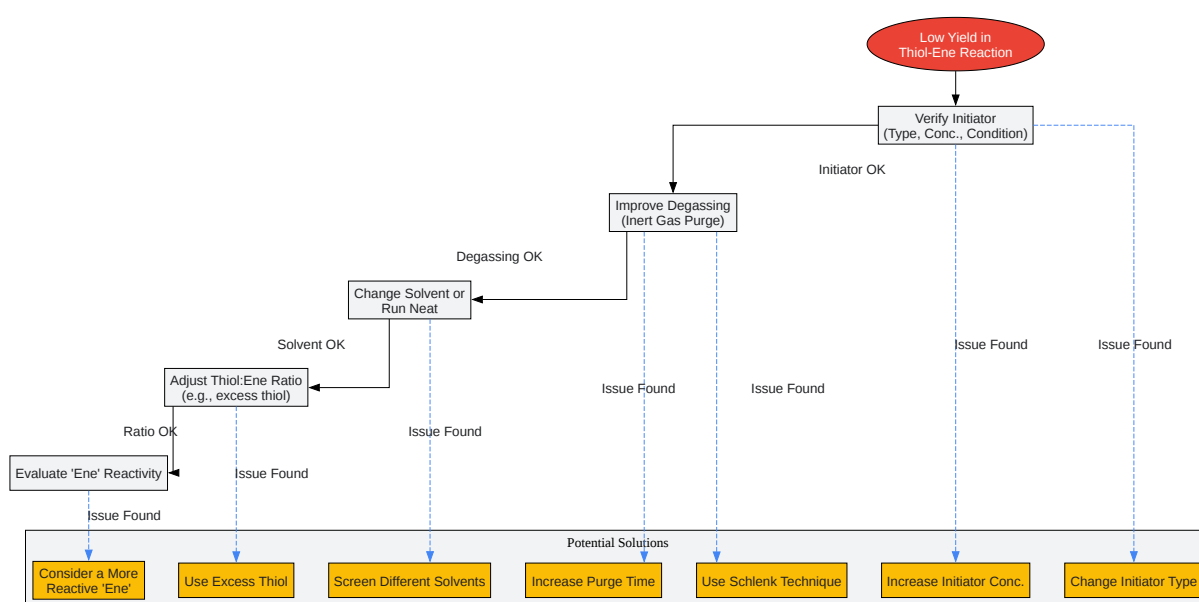 Low Yield in
Thiol-Ene Reaction
Verify Initiator
(Type, Conc., Condition)
Initiator OK
Improve Degassing
(Inert Gas Purge)
Degassing OK
Change Solvent or
Run Neat
Solvent OK
Issue Found
Issue Found
Adjust Thiol:Ene Ratio
(e.g., excess thiol)
Issue Found
Issue Found
Ratio OK
Issue Found
Evaluate 'Ene' Reactivity
Issue Found
Issue Found
Potential Solutions
Consider a More
Reactive 'Ene'
Use Excess Thiol
Screen Different Solvents
Increase Purge Time
Use Schlenk Technique
Increase Initiator Conc.
Change Initiator Type